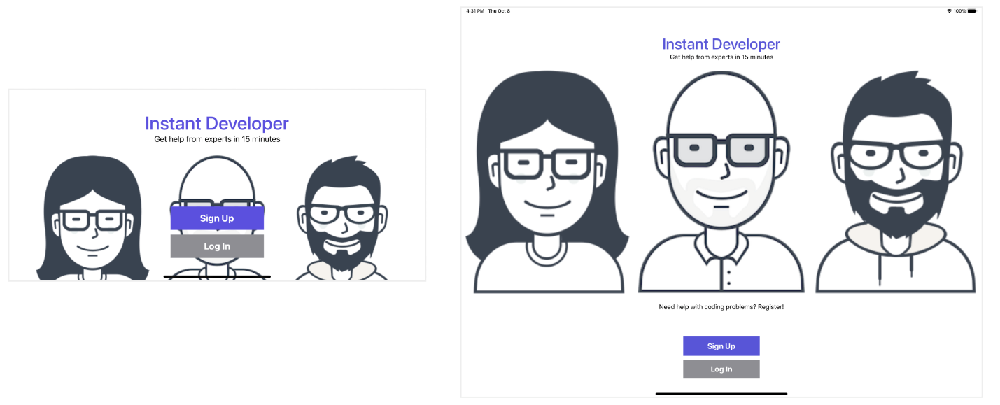 Instant Developer
Get help from experts in 15 minutes
Sign Up
Log In
4:31 PM Thu Oct 8
100%
Instant Developer
Get help from experts in 15 minutes
Need help with coding problems? Register!
Sign Up
Log In